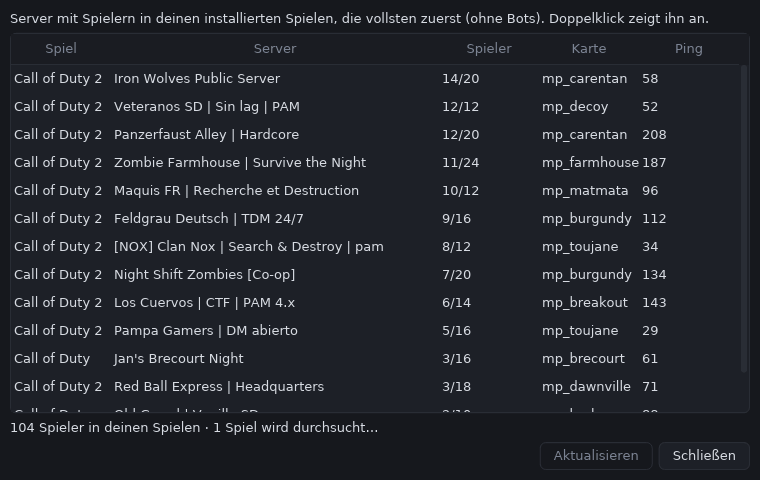 Server mit Spielern in deinen installierten Spielen, die vollsten zuerst (ohne Bots). Doppelklick zeigt ihn an.
Spiel Server Spieler Karte Ping
Call of Duty 2 Iron Wolves Public Server 14/20 mp_carentan 58
Call of Duty 2 Veteranos SD | Sin lag | PAM 12/12 mp_decoy 52
Call of Duty 2 Panzerfaust Alley | Hardcore 12/20 mp_carentan 208
Call of Duty 2 Zombie Farmhouse | Survive the Night 11/24 mp_farmhouse 187
Call of Duty 2 Maquis FR | Recherche et Destruction 10/12 mp_matmata 96
Call of Duty 2 Feldgrau Deutsch | TDM 24/7 9/16 mp_burgundy 112
Call of Duty 2 [NOX] Clan Nox | Search & Destroy | pam 8/12 mp_toujane 34
Call of Duty 2 Night Shift Zombies [Co-op] 7/20 mp_burgundy 134
Call of Duty 2 Los Cuervos | CTF | PAM 4.x 6/14 mp_breakout 143
Call of Duty 2 Pampa Gamers | DM abierto 5/16 mp_toujane 29
Call of Duty Jan's Brecourt Night 3/16 mp_brecourt 61
Call of Duty 2 Red Ball Express | Headquarters 3/18 mp_dawnville 71
104 Spieler in deinen Spielen · 1 Spiel wird durchsucht…
Aktualisieren Schließen